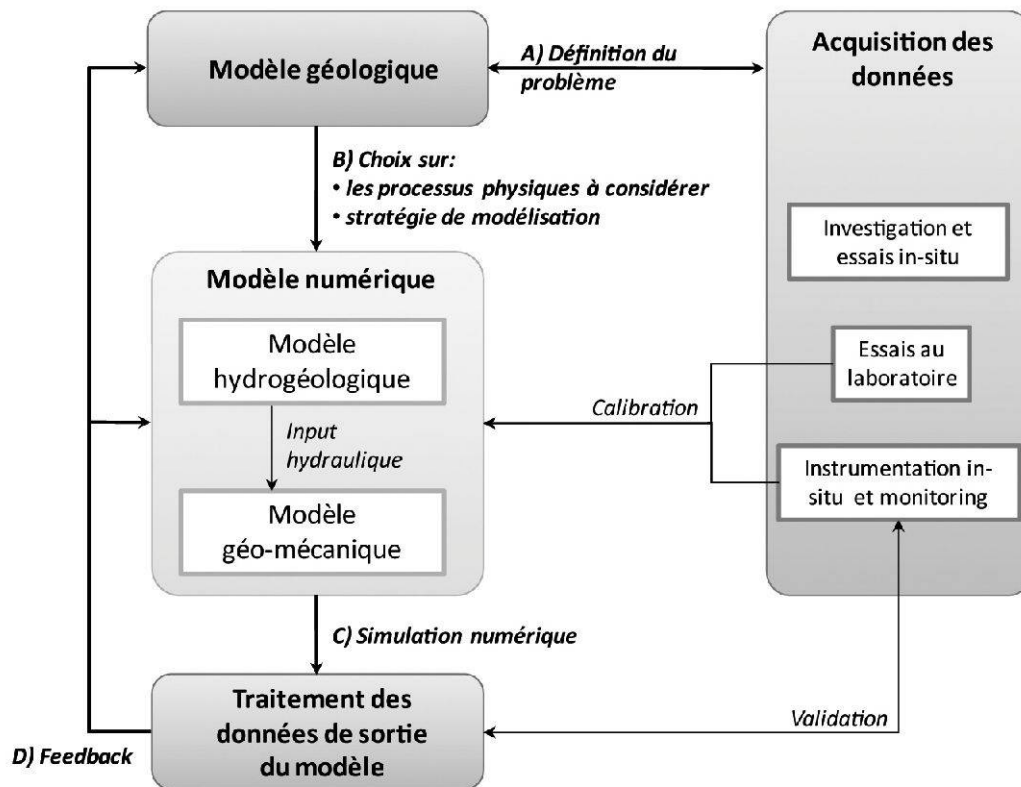 Modèle géologique
A) Définition du
problème
Acquisition des
données
B) Choix sur:
• les processus physiques à considérer
• stratégie de modélisation
Investigation et
essais in-situ
Modèle numérique
Modèle
hydrogéologique
Essais au
laboratoire
Calibration
Input
hydraulique
Instrumentation in-
situ et monitoring
Modèle
géo-mécanique
C) Simulation numérique
Traitement des
données de sortie
du modèle
Validation
D) Feedback